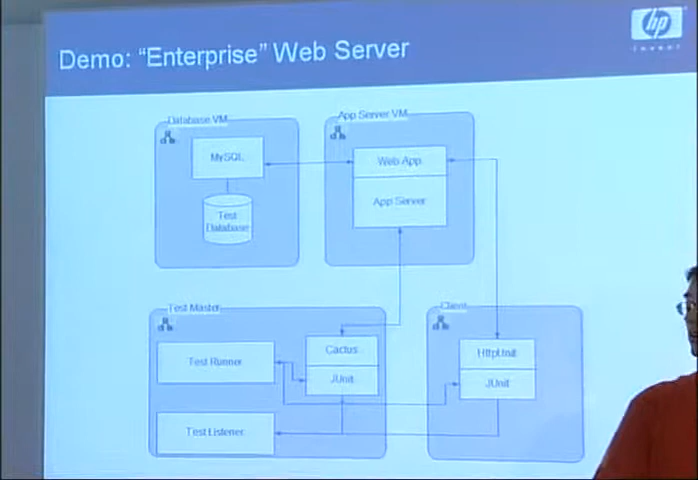 Demo: "Enterprise" Web Server
hp
invent
Database VM
App Server VM
MySQL
Web App
Test
Database
App Server
Test Master
Client
Test Runner
Cactus
JUnit
HttpUnit
JUnit
Test Listener